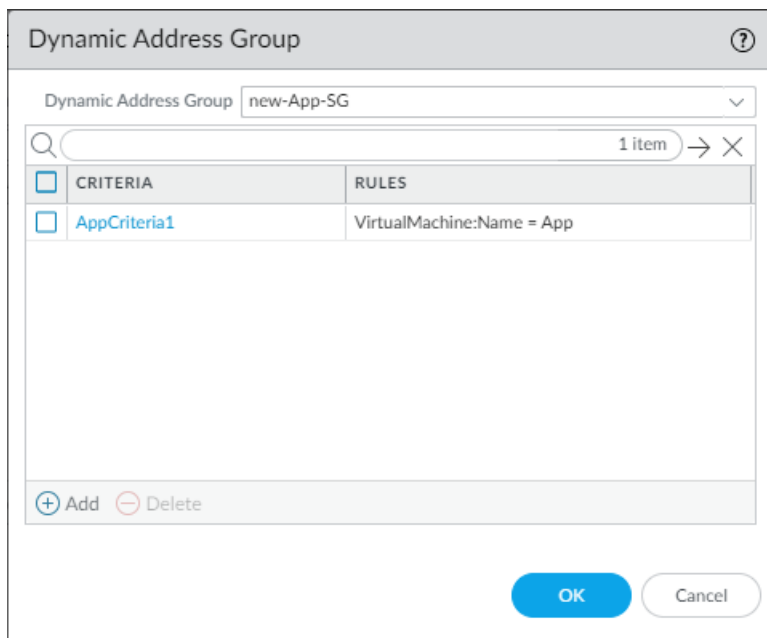 Dynamic Address Group
Dynamic Address Group new-App-SG
1 item
CRITERIA RULES
AppCriteria1 VirtualMachine:Name = App
Add Delete
OK Cancel